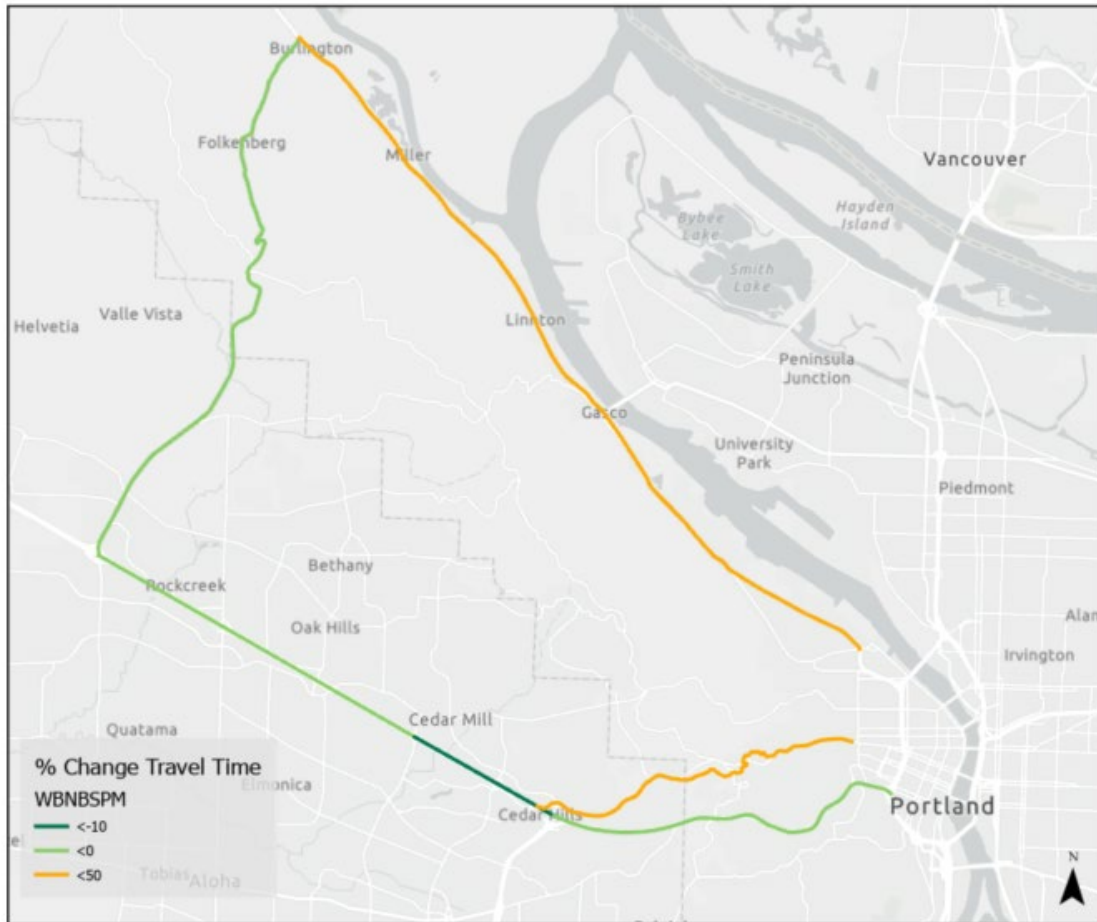 Burlington
Folkenberg
Miller
Vancouver
Hayden
Island
Bybee
Lake
Smith
Lake
Helvetia
Valle Vista
Linnton
Peninsula
Junction
Gasco
University
Park
Piedmont
Bethany
Rockcreek
Alam
Oak Hills
Irvington
Cedar Mill
Quatama
% Change Travel Time
WBNBSPM
<-10
<0
<50
Elmonica
Cedar Hills
Portland
Tobias
Aloha
N